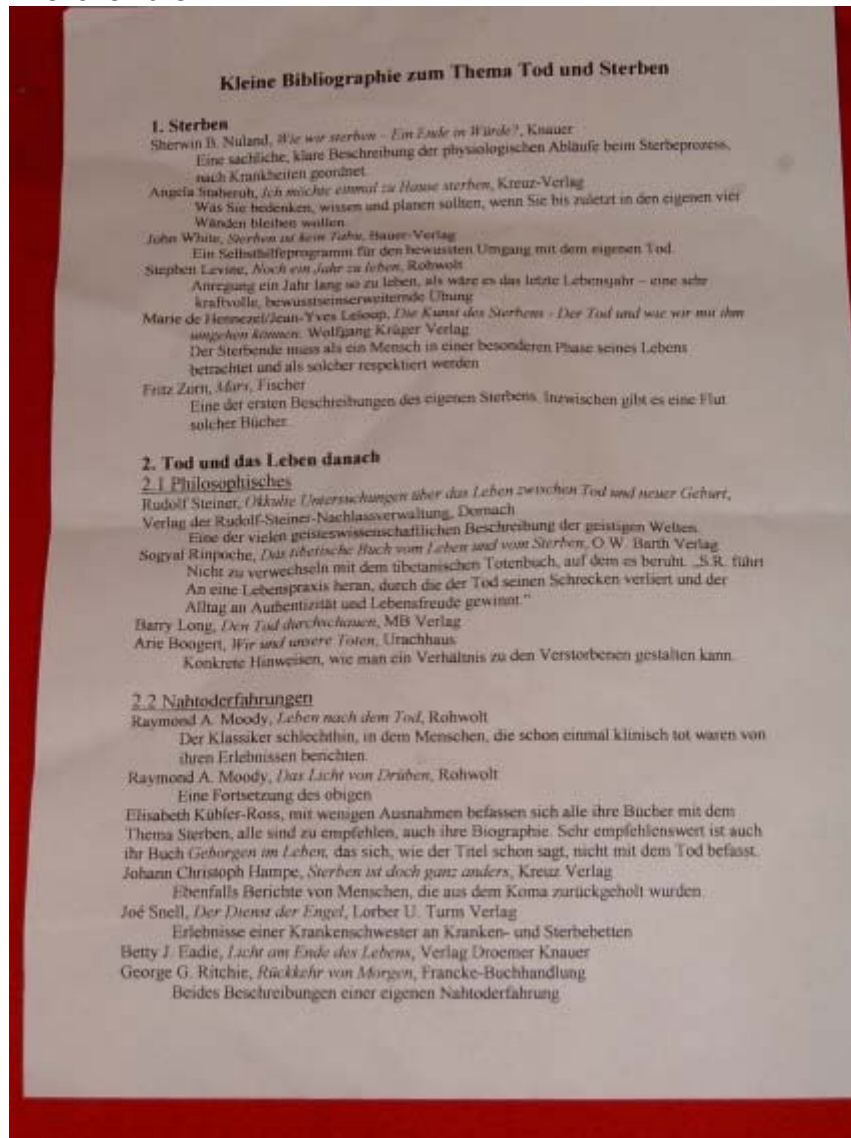 Kleine Bibliographie zum Thema Tod und Sterben
1. Sterben
Sherwin B. Nuland, Wie wir sterben - Ein Ende in Würde?, Knauer
Eine sachliche, klare Beschreibung der physiologischen Abläufe beim Sterbeprozess,
nach Krankheiten geordnet.
Angela Ich möchte einmal zu Hause sterben, Kreuz-Verlag
Was Sie bedenken, wissen und planen sollten, wenn Sie bis zuletzt in den eigenen vier
Wänden bleiben wollen.
John White, Sterben ist kein Tabu, Bauer-Verlag
Ein Selbsthilfeprogramm für den bewussten Umgang mit dem eigenen Tod.
Stephen Levine, Noch ein Jahr zu leben, Rohwolt
Anregung ein Jahr lang so zu leben, als wäre es das letzte Lebensjahr – eine sehr
kraftvolle, bewusstseinserweiternde Übung
Marie de Hennezel/Jean-Yves Leloup, Die Kunst des Sterbens - Der Tod und wie wir mit ihm
umgehen können. Wolfgang Krüger Verlag
Der Sterbende muss als ein Mensch in einer besonderen Phase seines Lebens
betrachtet und als solcher respektiert werden
Fritz Zorn, Mars, Fischer
Eine der ersten Beschreibungen des eigenen Sterbens. Inzwischen gibt es eine Flut
solcher Bücher.
2. Tod und das Leben danach
2.1 Philosophisches
Rudolf Steiner, Okkulte Untersuchungen über das Leben zwischen Tod und neuer Geburt,
Verlag der Rudolf-Steiner-Nachlassverwaltung, Dornach
Eine der vielen geisteswissenschaftlichen Beschreibung der geistigen Welten.
Sogyal Rinpoche, Das tibetische Buch vom Leben und vom Sterben, O.W. Barth Verlag
Nicht zu verwechseln mit dem tibetanischen Totenbuch, auf dem es beruht. „S.R. führt
An eine Lebenspraxis heran, durch die der Tod seinen Schrecken verliert und der
Alltag an Authentizität und Lebensfreude gewinnt.“
Barry Long, Den Tod durchschauen, MB Verlag
Arie Boogert, Wir und unsere Toten, Urachhaus
Konkrete Hinweisen, wie man ein Verhältnis zu den Verstorbenen gestalten kann.
2.2 Nahtoderfahrungen
Raymond A. Moody, Leben nach dem Tod, Rohwolt
Der Klassiker schlechthin, in dem Menschen, die schon einmal klinisch tot waren von
ihren Erlebnissen berichten.
Raymond A. Moody, Das Licht von Drüben, Rohwolt
Eine Fortsetzung des obigen
Elisabeth Kübler-Ross, mit wenigen Ausnahmen befassen sich alle ihre Bücher mit dem
Thema Sterben, alle sind zu empfehlen, auch ihre Biographie. Sehr empfehlenswert ist auch
ihr Buch Geborgen im Leben, das sich, wie der Titel schon sagt, nicht mit dem Tod befasst.
Johann Christoph Hampe, Sterben ist doch ganz anders, Kreuz Verlag
Ebenfalls Berichte von Menschen, die aus dem Koma zurückgeholt wurden.
Joé Snell, Der Dienst der Engel, Lorber U. Turm Verlag
Erlebnisse einer Krankenschwester an Kranken- und Sterbebetten
Betty J. Eadie, Licht am Ende des Lebens, Verlag Droemer Knauer
George G. Ritchie, Rückkehr von Morgen, Francke-Buchhandlung
Beides Beschreibungen einer eigenen Nahtoderfahrung